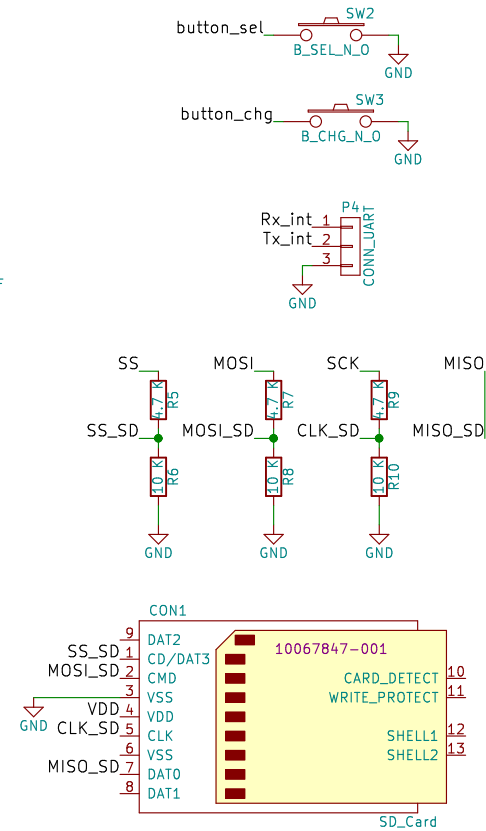 SW2
button_sel
B_SEL_N_O
GND
SW3
button_chg
B_CHG_N_O
GND
P4
Rx_int 1
Tx_int 2
3
CONN_UART
GND
SS MOSI SCK MISO
4.7 K R5 4.7 K R7 4.7 K R9
SS_SD MOSI_SD CLK_SD MISO_SD
10 K R6 10 K R8 10 K R10
GND GND GND
CON1
10067847-001
9 DAT2
SS_SD 1 CD/DAT3
MOSI_SD 2 CMD CARD_DETECT 10
3 VSS WRITE_PROTECT 11
GND
VDD 4 VDD
CLK_SD 5 CLK SHELL1 12
6 VSS SHELL2 13
MISO_SD 7 DAT0
8 DAT1
SD_Card